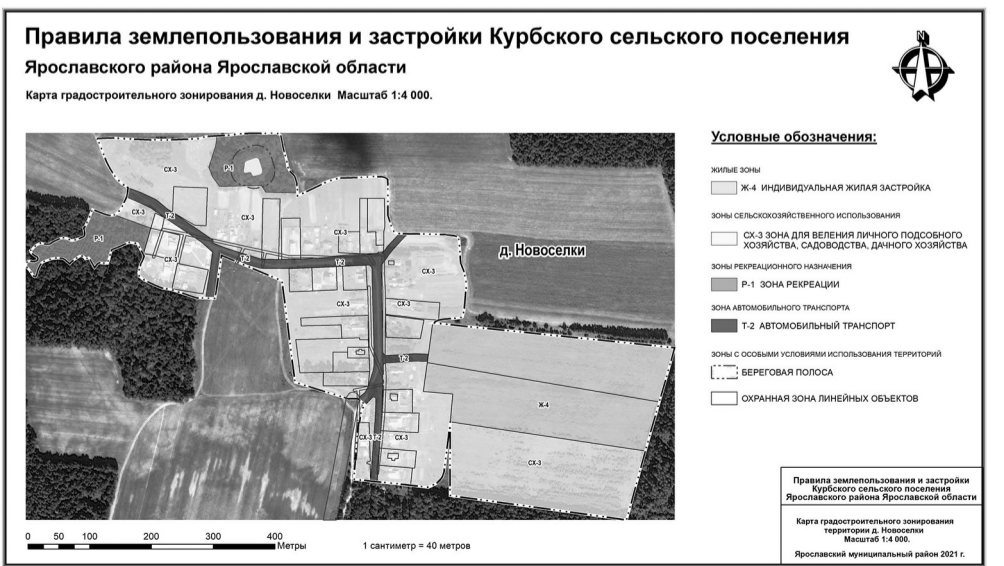 Правила землепользования и застройки Курбского сельского поселения
Ярославского района Ярославской области
Карта градостроительного зонирования д. Новоселки Масштаб 1:4 000.
N
Условные обозначения:
ЖИЛЫЕ ЗОНЫ
Ж-4 ИНДИВИДУАЛЬНАЯ ЖИЛАЯ ЗАСТРОЙКА
ЗОНЫ СЕЛЬСКОХОЗЯЙСТВЕННОГО ИСПОЛЬЗОВАНИЯ
СХ-3 ЗОНА ДЛЯ ВЕЛЕНИЯ ЛИЧНОГО ПОДСОБНОГО
ХОЗЯЙСТВА, САДОВОДСТВА, ДАЧНОГО ХОЗЯЙСТВА
ЗОНЫ РЕКРЕАЦИОННОГО НАЗНАЧЕНИЯ
Р-1 ЗОНА РЕКРЕАЦИИ
ЗОНА АВТОМОБИЛЬНОГО ТРАНСПОРТА
Т-2 АВТОМОБИЛЬНЫЙ ТРАНСПОРТ
ЗОНЫ С ОСОБЫМИ УСЛОВИЯМИ ИСПОЛЬЗОВАНИЯ ТЕРРИТОРИЙ
БЕРЕГОВАЯ ПОЛОСА
ОХРАННАЯ ЗОНА ЛИНЕЙНЫХ ОБЪЕКТОВ
СХ-3
Р-1
СХ-3
Т-2
СХ-3
СХ-3
Р-1
д. Новоселки
СХ-3
Т-2
Т-2
СХ-3
СХ-3
СХ-3
Т-2
Ж-4
СХ-3
Т-2
СХ-3
СХ-3
0 50 100 200 300 400
Метры
1 сантиметр = 40 метров
Правила землепользования и застройки
Курбского сельского поселения
Ярославского района Ярославской области
Карта градостроительного зонирования
территории д. Новоселки
Масштаб 1:4 000.
Ярославский муниципальный район 2021 г.